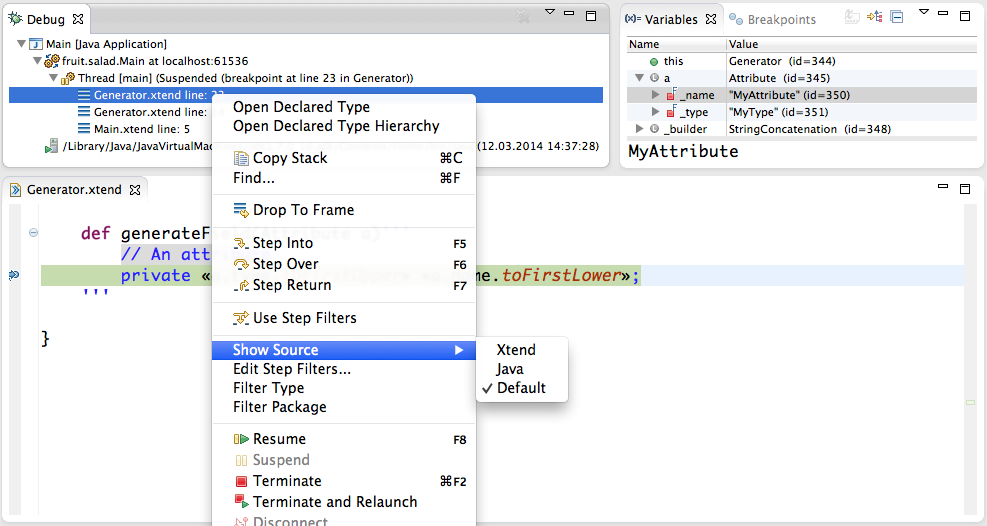 Debug
Main [Java Application]
fruit.salad.Main at localhost:61536
Thread [main] (Suspended (breakpoint at line 23 in Generator))
Generator.xtend line: 23
Generator.xtend line:
Main.xtend line: 5
/Library/Java/JavaVirtualMac
(12.03.2014 14:37:28)
(x)= Variables
Breakpoints
Name Value
this Generator (id=344)
a Attribute (id=345)
_name "MyAttribute" (id=350)
_type "MyType" (id=351)
_builder StringConcatenation (id=348)
MyAttribute
Generator.xtend
def generateField(Attribute a)'''
// An attr
private «
me.toFirstLower»;
'''
}
Open Declared Type
Open Declared Type Hierarchy
Copy Stack ⌘C
Find... ⌘F
Drop To Frame
Step Into F5
Step Over F6
Step Return F7
Use Step Filters
Show Source
Edit Step Filters...
Filter Type
Filter Package
Resume F8
Suspend
Terminate ⌘F2
Terminate and Relaunch
Disconnect
Xtend
Java
✓ Default